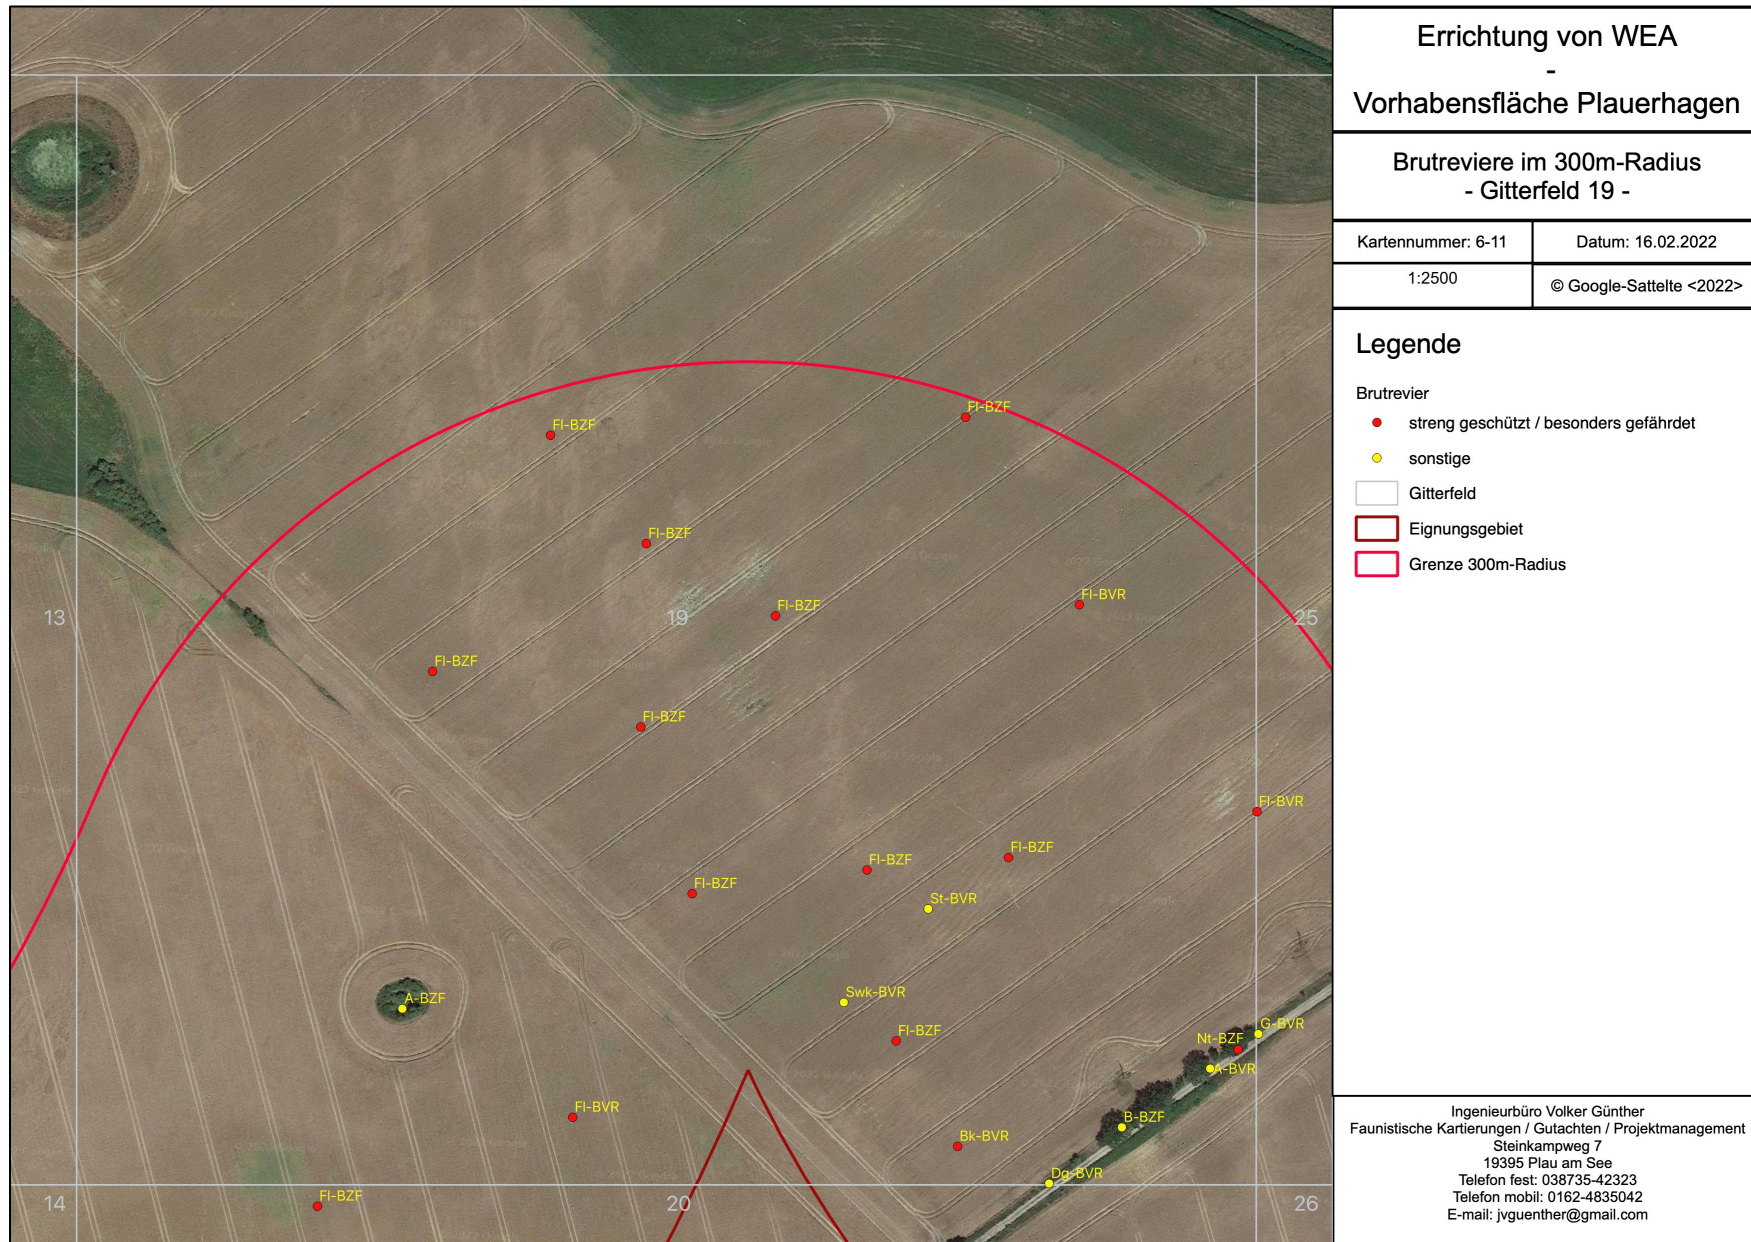 Errichtung von WEA
-
Vorhabensfläche Plauerhagen
Brutreviere im 300m-Radius
- Gitterfeld 19 -
Kartennummer: 6-11
Datum: 16.02.2022
1:2500
© Google-Sattelte <2022>
Legende
Brutrevier
streng geschützt / besonders gefährdet
sonstige
Gitterfeld
Eignungsgebiet
Grenze 300m-Radius
Fl-BZF
Fl-BZF
Fl-BZF
Fl-BVR
Fl-BZF
13
19
25
Fl-BZF
Fl-BZF
Fl-BVR
Fl-BZF
Fl-BZF
Fl-BZF
St-BVR
A-BZF
Swk-BVR
Fl-BZF
G-BVR
Nt-BZF
A-BVR
Fl-BVR
B-BZF
Bk-BVR
Dg-BVR
Fl-BZF
14
20
26
Ingenieurbüro Volker Günther
Faunistische Kartierungen / Gutachten / Projektmanagement
Steinkampweg 7
19395 Plau am See
Telefon fest: 038735-42323
Telefon mobil: 0162-4835042
E-mail: jvguenther@gmail.com